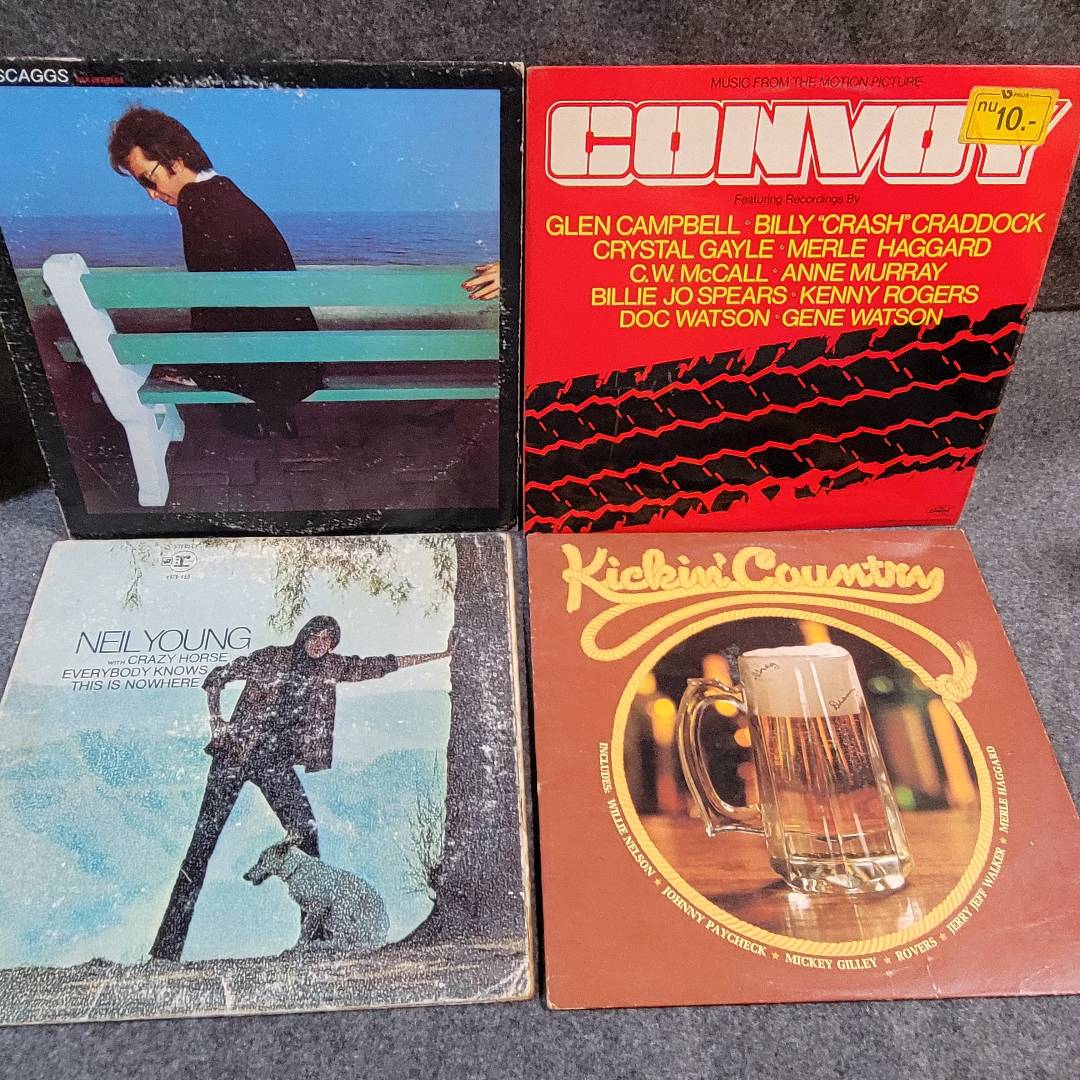 SCAGGS
MUSIC FROM THE MOTION PICTURE
CONVOY
nu
10.-
Featuring Recordings By
GLEN CAMPBELL · BILLY "CRASH" CRADDOCK
CRYSTAL GAYLE · MERLE HAGGARD
C.W. McCALL · ANNE MURRAY
BILLIE JO SPEARS · KENNY ROGERS
DOC WATSON · GENE WATSON
NEIL YOUNG
WITH CRAZY HORSE
EVERYBODY KNOWS
THIS IS NOWHERE
Kickin' Country
INCLUDES: WILLIE NELSON ★ JOHNNY PAYCHECK ★ MICKEY GILLEY ★ ROVERS ★ JERRY JEFF WALKER ★ MERLE HAGGARD